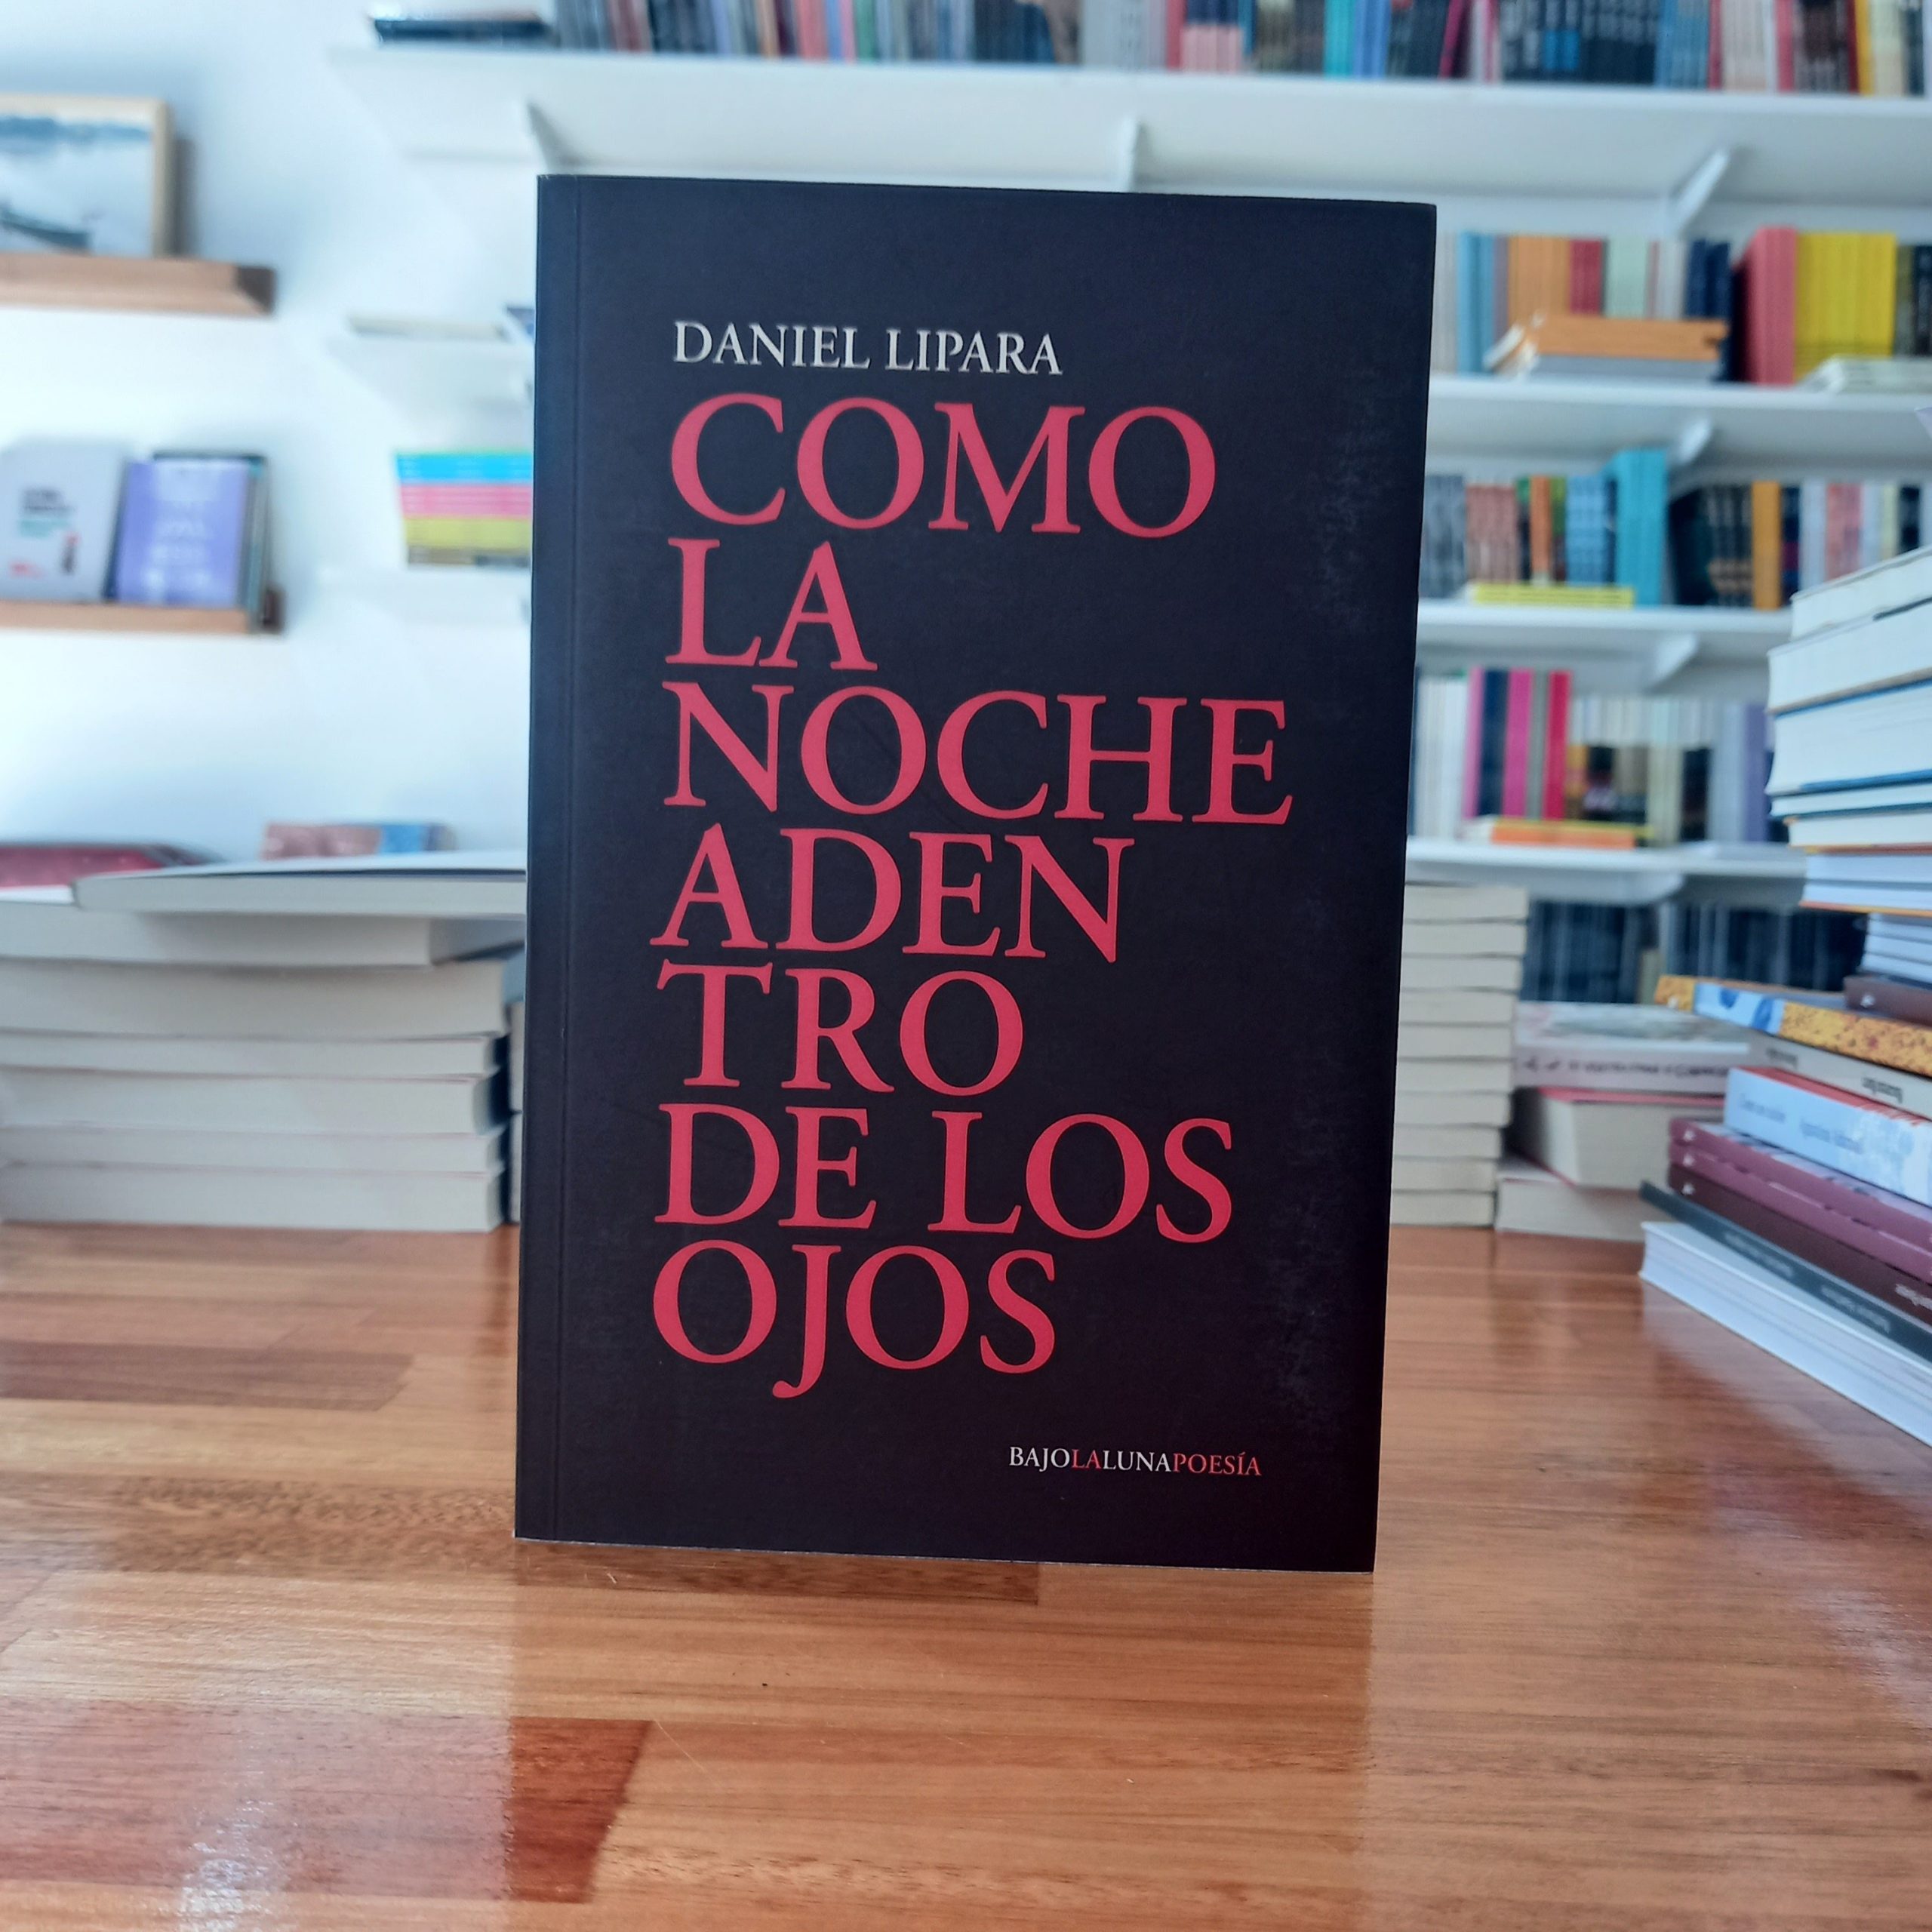 DANIEL LIPARA
COMO
LA
NOCHE
ADEN
TRO
DE LOS
OJOS
BAJOLALUNAPOESÍA